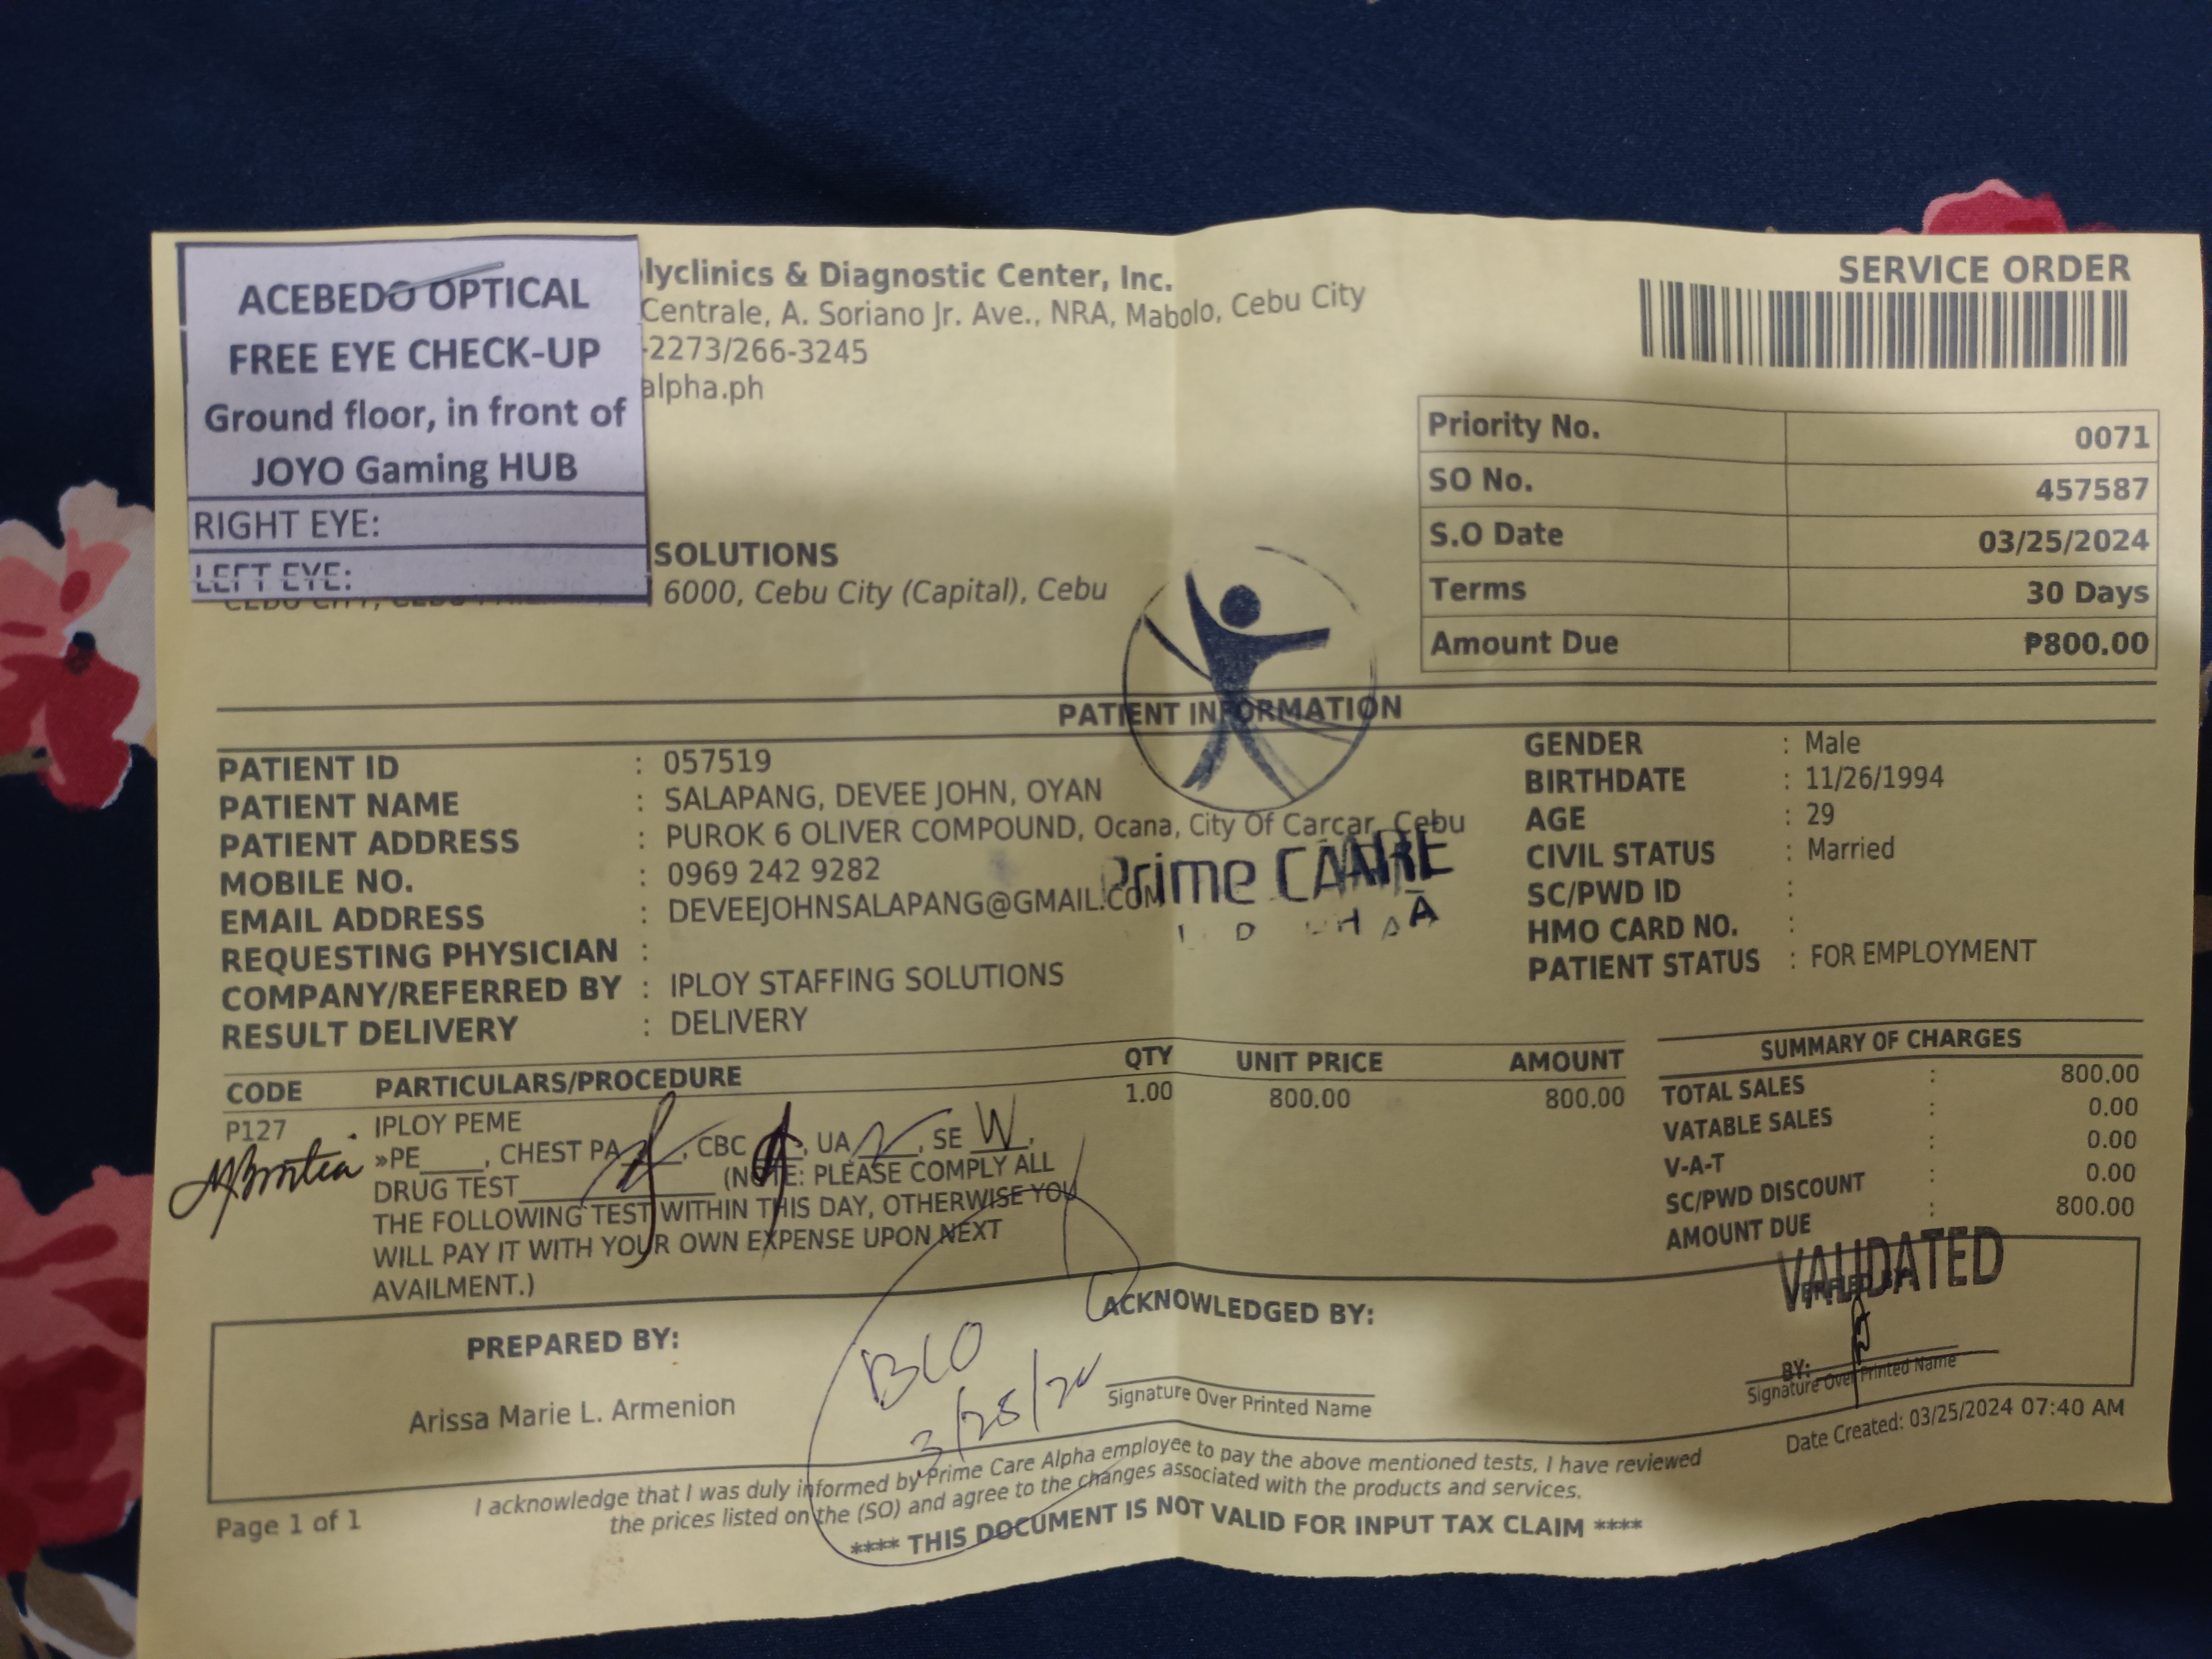 ACEBEDO OPTICAL
FREE EYE CHECK-UP
Ground floor, in front of
JOYO Gaming HUB
RIGHT EYE:
LEFT EYE:
lyclinics & Diagnostic Center, Inc.
Centrale, A. Soriano Jr. Ave., NRA, Mabolo, Cebu City
-2273/266-3245
alpha.ph
SOLUTIONS
6000, Cebu City (Capital), Cebu
SERVICE ORDER
Priority No. 0071
SO No. 457587
S.O Date 03/25/2024
Terms 30 Days
Amount Due ₱800.00
PATIENT INFORMATION
PATIENT ID : 057519
PATIENT NAME : SALAPANG, DEVEE JOHN, OYAN
PATIENT ADDRESS : PUROK 6 OLIVER COMPOUND, Ocana, City Of Carcar, Cebu
MOBILE NO. : 0969 242 9282
EMAIL ADDRESS : DEVEEJOHNSALAPANG@GMAIL.COM
REQUESTING PHYSICIAN :
COMPANY/REFERRED BY : IPLOY STAFFING SOLUTIONS
RESULT DELIVERY : DELIVERY
GENDER : Male
BIRTHDATE : 11/26/1994
AGE : 29
CIVIL STATUS : Married
SC/PWD ID :
HMO CARD NO. :
PATIENT STATUS : FOR EMPLOYMENT
Prime CARE
CODE PARTICULARS/PROCEDURE QTY UNIT PRICE AMOUNT
P127 IPLOY PEME 1.00 800.00 800.00
»PE____, CHEST PA____, CBC____, UA____, SE W,
DRUG TEST____________ (NOTE: PLEASE COMPLY ALL
THE FOLLOWING TEST WITHIN THIS DAY, OTHERWISE YOU
WILL PAY IT WITH YOUR OWN EXPENSE UPON NEXT
AVAILMENT.)
SUMMARY OF CHARGES
TOTAL SALES : 800.00
VATABLE SALES : 0.00
V-A-T : 0.00
SC/PWD DISCOUNT : 0.00
AMOUNT DUE : 800.00
PREPARED BY:
Arissa Marie L. Armenion
ACKNOWLEDGED BY:
Signature Over Printed Name
VALIDATED
BY:
Signature Over Printed Name
Date Created: 03/25/2024 07:40 AM
I acknowledge that I was duly informed by Prime Care Alpha employee to pay the above mentioned tests, I have reviewed
the prices listed on the (SO) and agree to the changes associated with the products and services.
**** THIS DOCUMENT IS NOT VALID FOR INPUT TAX CLAIM ****
Page 1 of 1